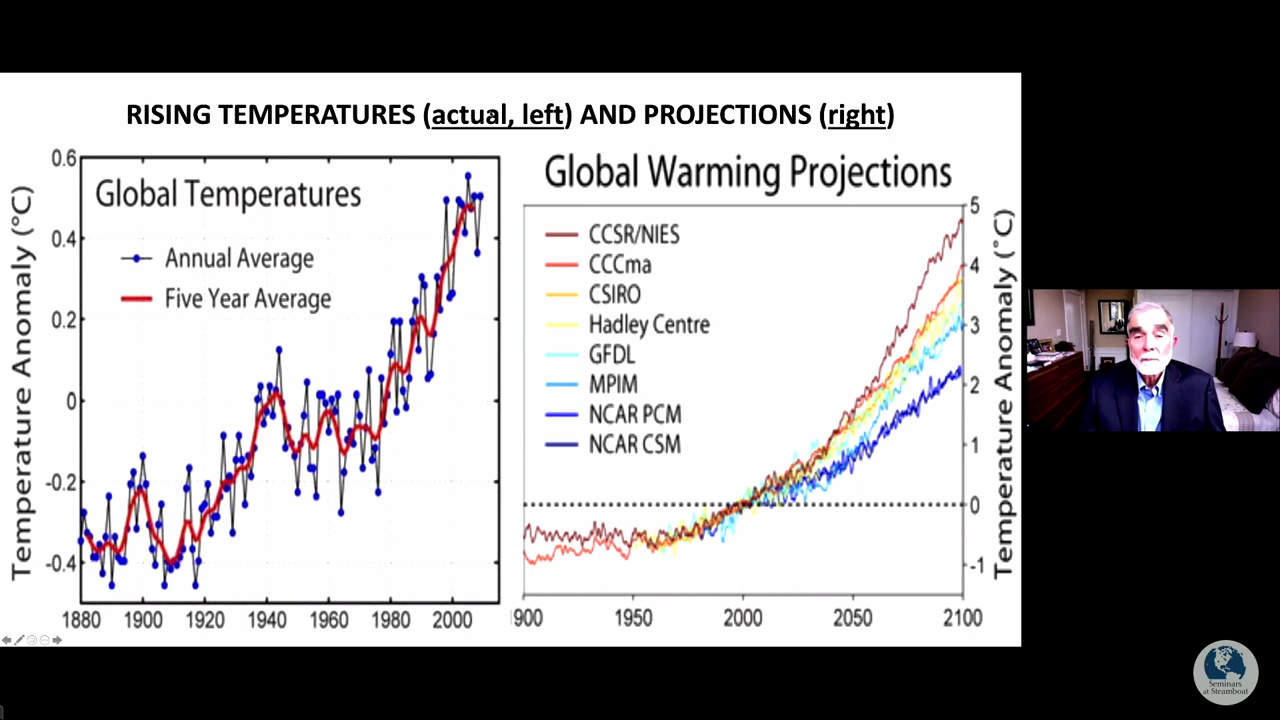 RISING TEMPERATURES (actual, left) AND PROJECTIONS (right)
Global Temperatures
Annual Average
Five Year Average
Temperature Anomaly (°C)
0.6
0.4
0.2
0
-0.2
-0.4
1880 1900 1920 1940 1960 1980 2000
Global Warming Projections
CCSR/NIES
CCCma
CSIRO
Hadley Centre
GFDL
MPIM
NCAR PCM
NCAR CSM
5
4
3
2
1
0
-1
Temperature Anomaly (°C)
1900 1950 2000 2050 2100
Seminars
at Steamboat